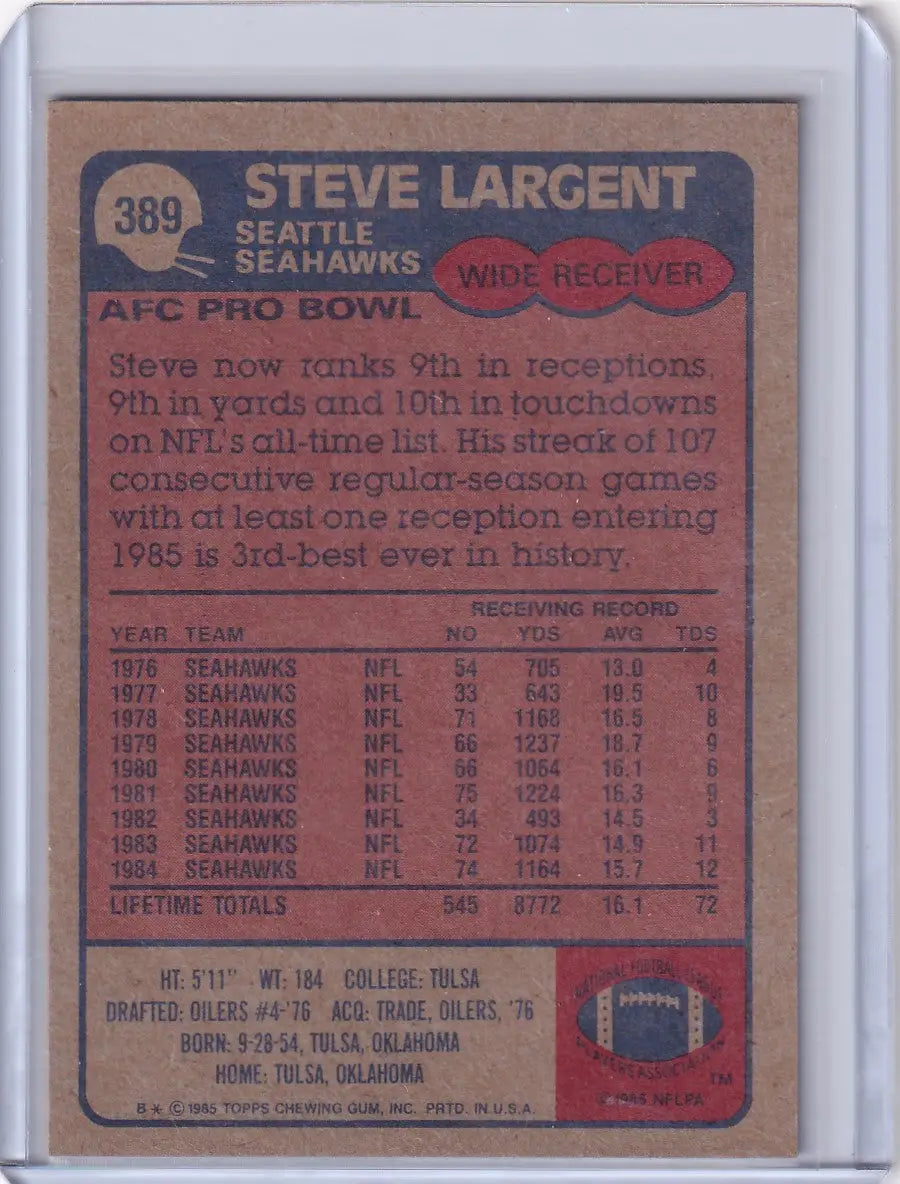 389
STEVE LARGENT
SEATTLE
SEAHAWKS
WIDE RECEIVER
AFC PRO BOWL
Steve now ranks 9th in receptions,
9th in yards and 10th in touchdowns
on NFL's all-time list. His streak of 107
consecutive regular-season games
with at least one reception entering
1985 is 3rd-best ever in history.
RECEIVING RECORD
YEAR TEAM NO YDS AVG TDS
1976 SEAHAWKS NFL 54 705 13.0 4
1977 SEAHAWKS NFL 33 643 19.5 10
1978 SEAHAWKS NFL 71 1168 16.5 8
1979 SEAHAWKS NFL 66 1237 18.7 9
1980 SEAHAWKS NFL 66 1064 16.1 6
1981 SEAHAWKS NFL 75 1224 16.3 9
1982 SEAHAWKS NFL 34 493 14.5 3
1983 SEAHAWKS NFL 72 1074 14.9 11
1984 SEAHAWKS NFL 74 1164 15.7 12
LIFETIME TOTALS 545 8772 16.1 72
HT: 5'11" WT: 184 COLLEGE: TULSA
DRAFTED: OILERS #4-'76 ACQ: TRADE, OILERS, '76
BORN: 9-28-54, TULSA, OKLAHOMA
HOME: TULSA, OKLAHOMA
B* © 1985 TOPPS CHEWING GUM, INC. PRTD. IN U.S.A.
NATIONAL FOOTBALL LEAGUE
PLAYERS ASSOCIATION
TM
© 1985 NFLPA